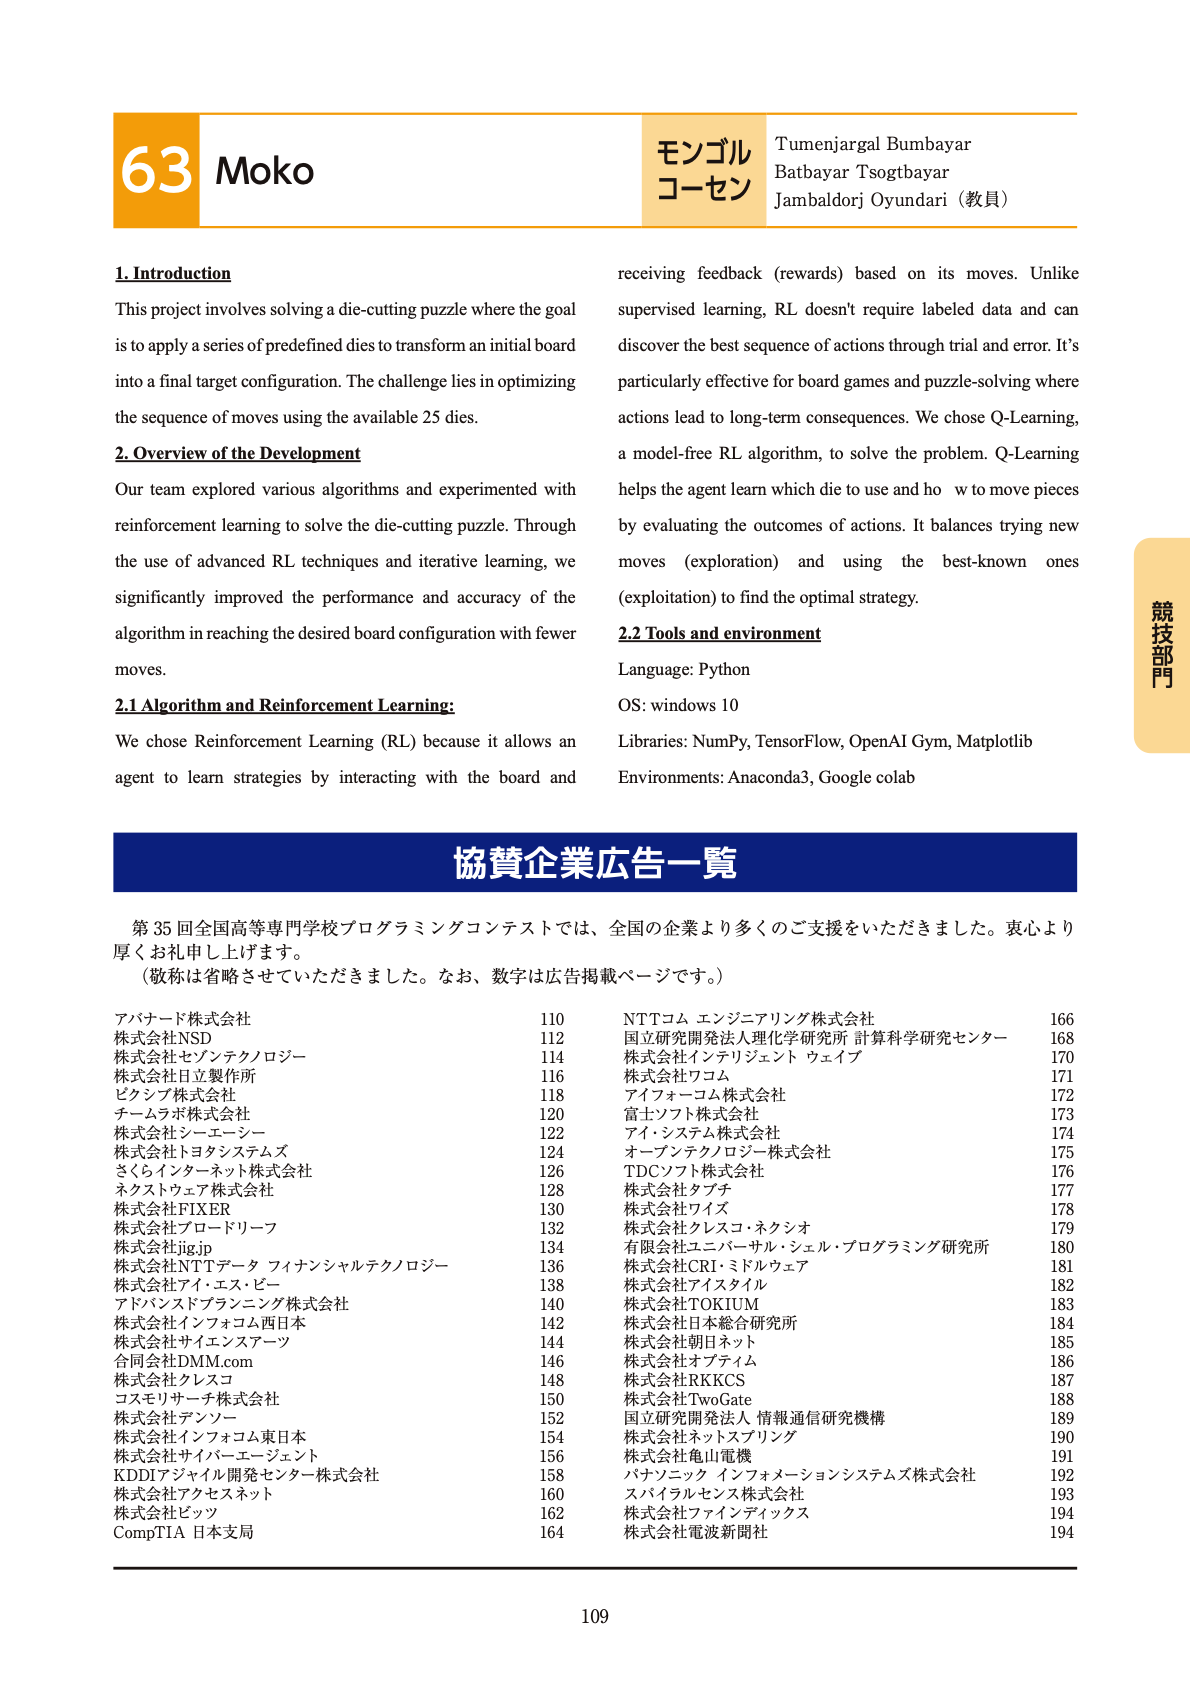 63
Moko
モンゴル
コーセン
Tumenjargal Bumbayar
Batbayar Tsogtbayar
Jambaldorj Oyundari（教員）
1. Introduction
This project involves solving a die-cutting puzzle where the goal
is to apply a series of predefined dies to transform an initial board
into a final target configuration. The challenge lies in optimizing
the sequence of moves using the available 25 dies.
2. Overview of the Development
Our team explored various algorithms and experimented with
reinforcement learning to solve the die-cutting puzzle. Through
the use of advanced RL techniques and iterative learning, we
significantly improved the performance and accuracy of the
algorithm in reaching the desired board configuration with fewer
moves.
2.1 Algorithm and Reinforcement Learning:
We chose Reinforcement Learning (RL) because it allows an
agent to learn strategies by interacting with the board and
receiving feedback (rewards) based on its moves. Unlike
supervised learning, RL doesn't require labeled data and can
discover the best sequence of actions through trial and error. It’s
particularly effective for board games and puzzle-solving where
actions lead to long-term consequences. We chose Q-Learning,
a model-free RL algorithm, to solve the problem. Q-Learning
helps the agent learn which die to use and ho w to move pieces
by evaluating the outcomes of actions. It balances trying new
moves (exploration) and using the best-known ones
(exploitation) to find the optimal strategy.
2.2 Tools and environment
Language: Python
OS: windows 10
Libraries: NumPy, TensorFlow, OpenAI Gym, Matplotlib
Environments: Anaconda3, Google colab
競技部門
協賛企業広告一覧
第 35 回全国高等専門学校プログラミングコンテストでは、全国の企業より多くのご支援をいただきました。衷心より
厚くお礼申し上げます。
（敬称は省略させていただきました。なお、数字は広告掲載ページです。）
アバナード株式会社 110
株式会社NSD 112
株式会社セゾンテクノロジー 114
株式会社日立製作所 116
ピクシブ株式会社 118
チームラボ株式会社 120
株式会社シーエーシー 122
株式会社トヨタシステムズ 124
さくらインターネット株式会社 126
ネクストウェア株式会社 128
株式会社FIXER 130
株式会社ブロードリーフ 132
株式会社jig.jp 134
株式会社NTTデータ フィナンシャルテクノロジー 136
株式会社アイ・エス・ビー 138
アドバンスドプランニング株式会社 140
株式会社インフォコム西日本 142
株式会社サイエンスアーツ 144
合同会社DMM.com 146
株式会社クレスコ 148
コスモリサーチ株式会社 150
株式会社デンソー 152
株式会社インフォコム東日本 154
株式会社サイバーエージェント 156
KDDIアジャイル開発センター株式会社 158
株式会社アクセスネット 160
株式会社ビッツ 162
CompTIA 日本支局 164
NTTコム エンジニアリング株式会社 166
国立研究開発法人理化学研究所 計算科学研究センター 168
株式会社インテリジェント ウェイブ 170
株式会社ワコム 171
アイフォーコム株式会社 172
富士ソフト株式会社 173
アイ・システム株式会社 174
オープンテクノロジー株式会社 175
TDCソフト株式会社 176
株式会社タブチ 177
株式会社ワイズ 178
株式会社クレスコ・ネクシオ 179
有限会社ユニバーサル・シェル・プログラミング研究所 180
株式会社CRI・ミドルウェア 181
株式会社アイスタイル 182
株式会社TOKIUM 183
株式会社日本総合研究所 184
株式会社朝日ネット 185
株式会社オプティム 186
株式会社RKKCS 187
株式会社TwoGate 188
国立研究開発法人 情報通信研究機構 189
株式会社ネットスプリング 190
株式会社亀山電機 191
パナソニック インフォメーションシステムズ株式会社 192
スパイラルセンス株式会社 193
株式会社ファインディックス 194
株式会社電波新聞社 194
109